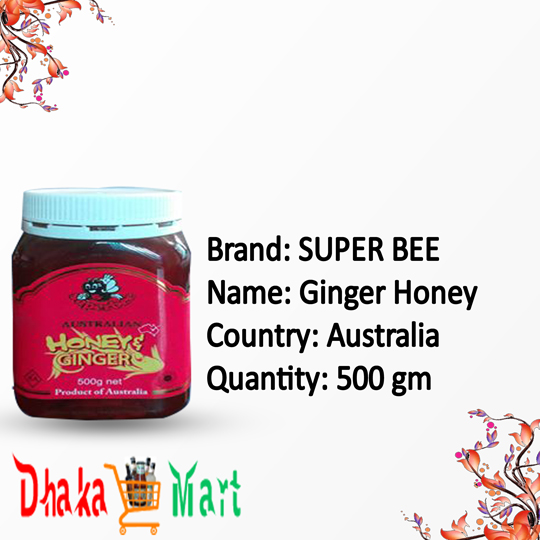 AUSTRALIAN
HONEY &
GINGER
500g net
Product of Australia
Brand: SUPER BEE
Name: Ginger Honey
Country: Australia
Quantity: 500 gm
Dhaka Mart